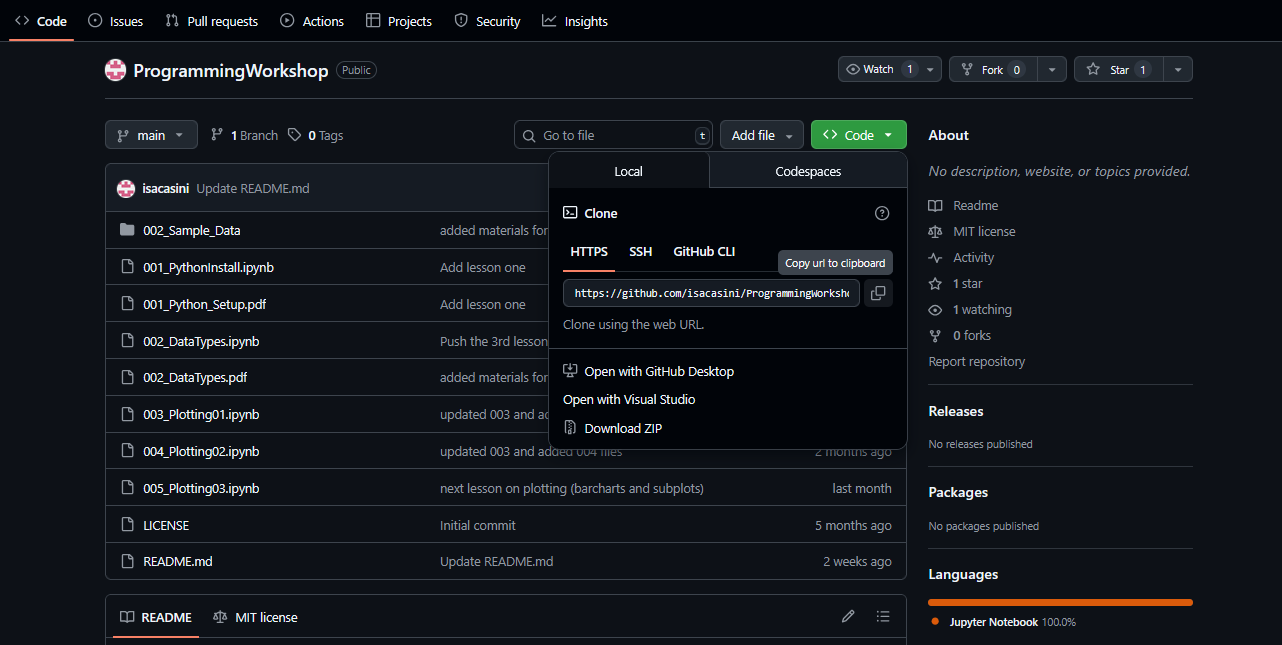 Code Issues Pull requests Actions Projects Security Insights
ProgrammingWorkshop Public
Watch 1 Fork 0 Star 1
main 1 Branch 0 Tags Go to file t Add file Code
isacasini Update README.md
002_Sample_Data added materials for
001_PythonInstall.ipynb Add lesson one
001_Python_Setup.pdf Add lesson one
002_DataTypes.ipynb Push the 3rd lesson
002_DataTypes.pdf added materials for
003_Plotting01.ipynb updated 003 and
004_Plotting02.ipynb updated 003 and added 004 files 2 months ago
005_Plotting03.ipynb next lesson on plotting (barcharts and subplots) last month
LICENSE Initial commit 5 months ago
README.md Update README.md 2 weeks ago
Local Codespaces
Clone
HTTPS SSH GitHub CLI
Copy url to clipboard
https://github.com/isacasini/ProgrammingWorksh
Clone using the web URL.
Open with GitHub Desktop
Open with Visual Studio
Download ZIP
README MIT license
About
No description, website, or topics provided.
Readme
MIT license
Activity
1 star
1 watching
0 forks
Report repository
Releases
No releases published
Packages
No packages published
Languages
Jupyter Notebook 100.0%